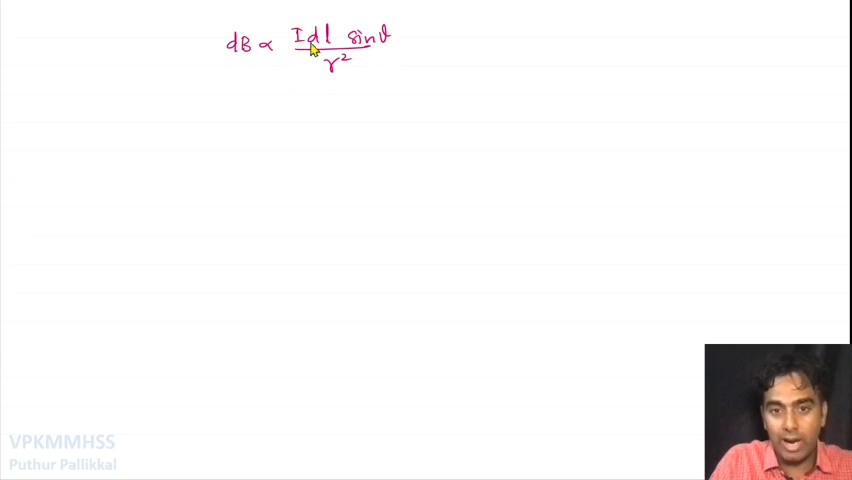 dB ∝ Idl sinθ / r²
VPKMMHSS
Puthur Pallikkal